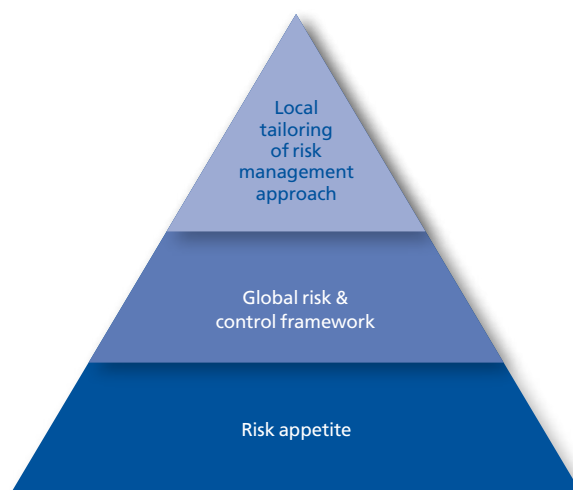 Local
tailoring
of risk
management
approach
Global risk &
control framework
Risk appetite